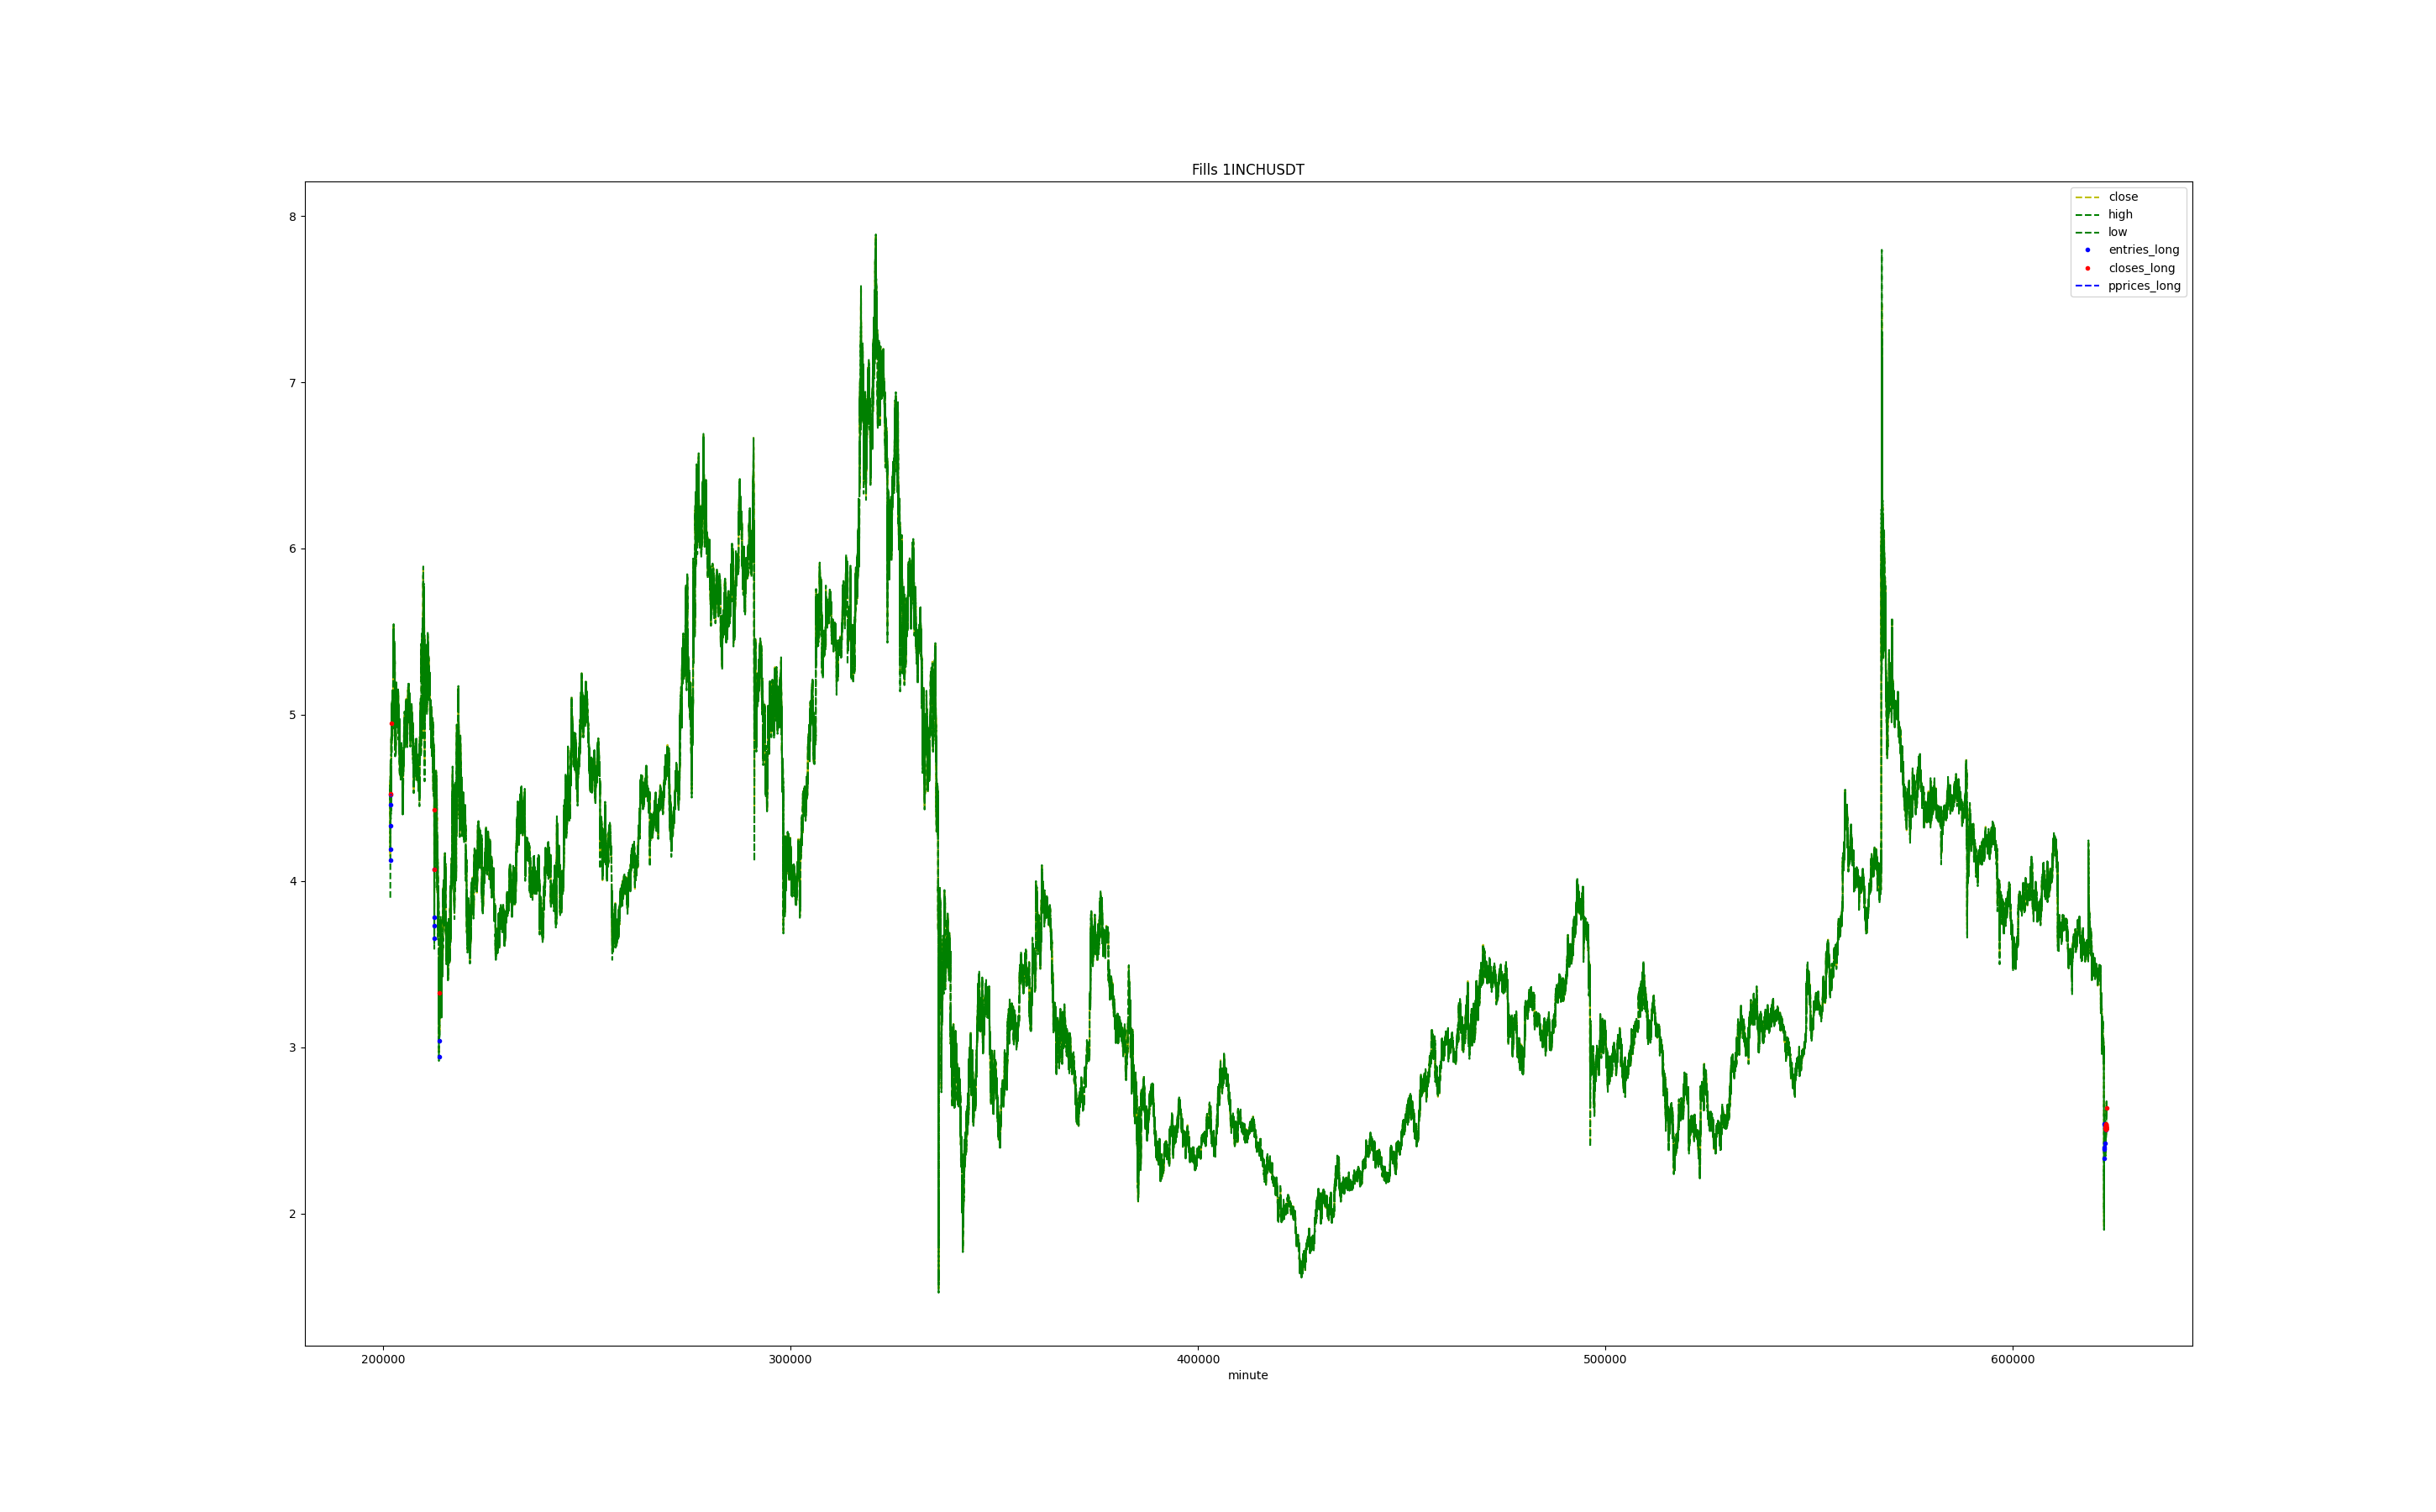 Fills 1INCHUSDT
close
high
low
entries_long
closes_long
pprices_long
8
7
6
5
4
3
2
200000
300000
400000
500000
600000
minute